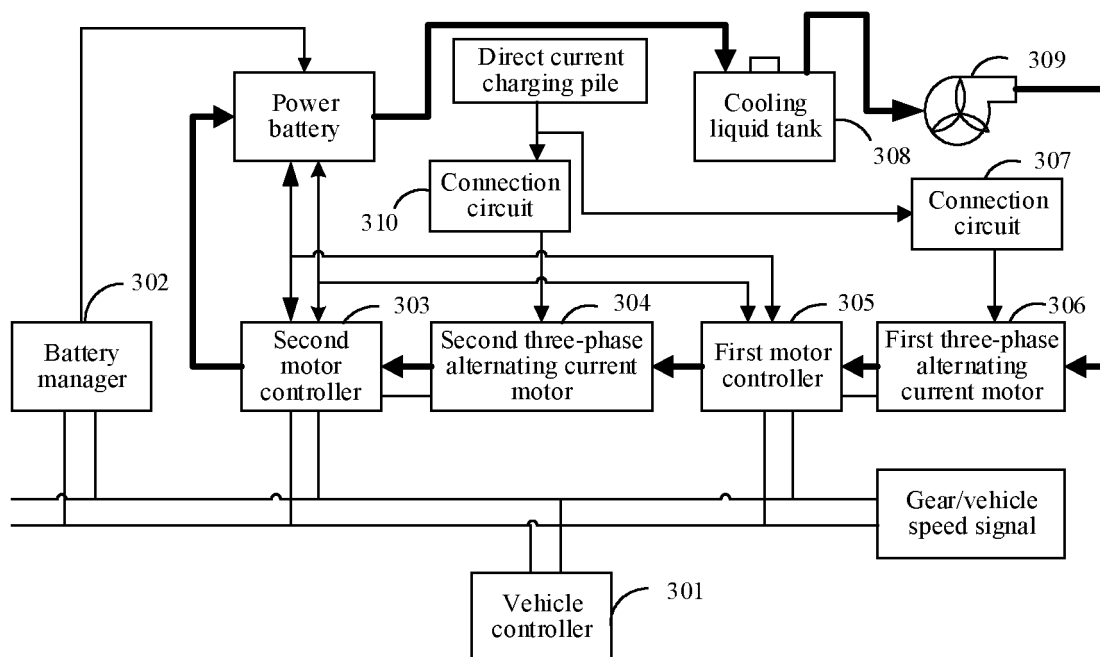 Direct current
charging pile
309
Power
battery
Cooling
liquid tank
308
307
Connection
circuit
310
Connection
circuit
302
303
304
305
306
Battery
manager
Second
motor
controller
Second three-phase
alternating current
motor
First motor
controller
First three-phase
alternating
current motor
Gear/vehicle
speed signal
Vehicle
controller
301